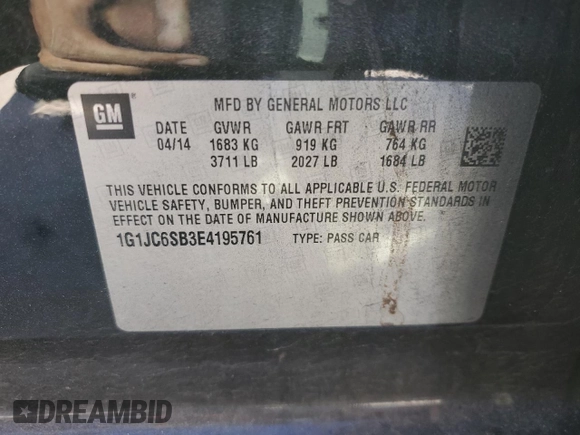 GM
MFD BY GENERAL MOTORS LLC
DATE GVWR GAWR FRT GAWR RR
04/14 1683 KG 919 KG 764 KG
3711 LB 2027 LB 1684 LB
THIS VEHICLE CONFORMS TO ALL APPLICABLE U.S. FEDERAL MOTOR
VEHICLE SAFETY, BUMPER, AND THEFT PREVENTION STANDARDS IN
EFFECT ON THE DATE OF MANUFACTURE SHOWN ABOVE.
1G1JC6SB3E4195761 TYPE: PASS CAR
DREAMBID